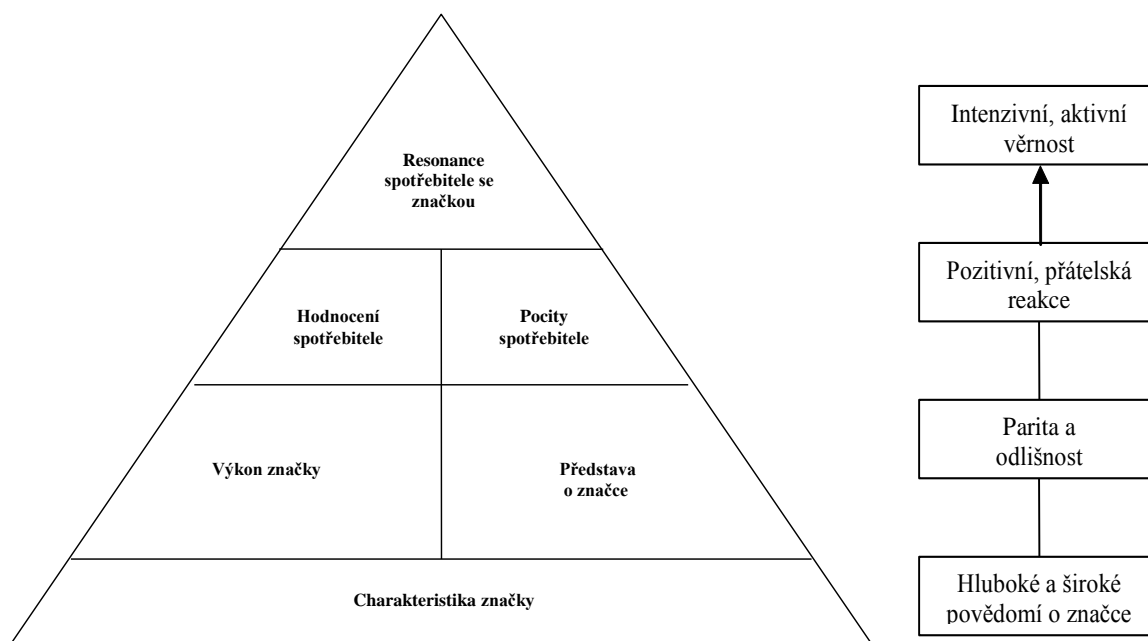 Resonance
spotřebitele se
značkou
Hodnocení
spotřebitele
Pocity
spotřebitele
Výkon značky
Představa
o značce
Charakteristika značky
Intenzivní, aktivní
věrnost
Pozitivní, přátelská
reakce
Parita a
odlišnost
Hluboké a široké
povědomí o značce